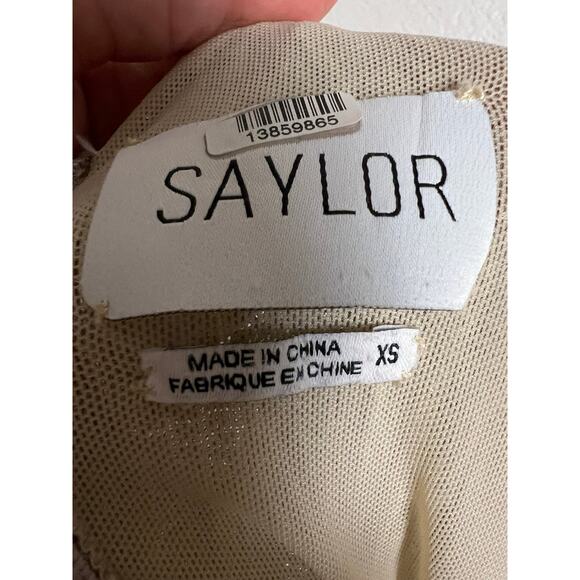 13859865
SAYLOR
MADE IN CHINA XS
FABRIQUE EN CHINE